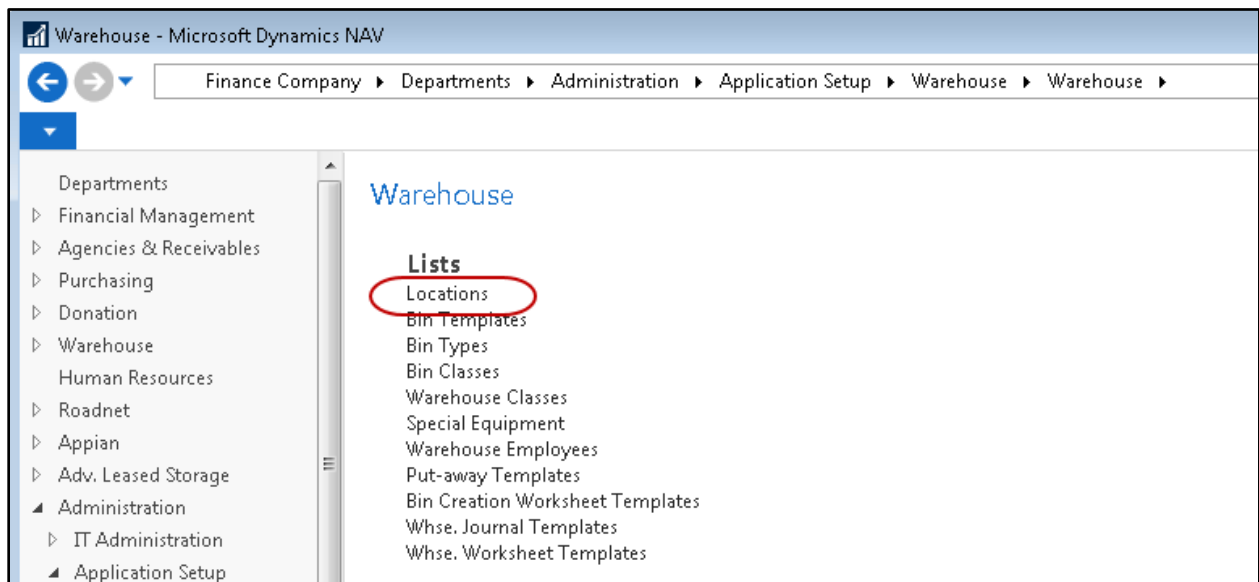 Warehouse - Microsoft Dynamics NAV
Finance Company ▸ Departments ▸ Administration ▸ Application Setup ▸ Warehouse ▸ Warehouse ▸
Departments
Financial Management
Agencies & Receivables
Purchasing
Donation
Warehouse
Human Resources
Roadnet
Appian
Adv. Leased Storage
Administration
IT Administration
Application Setup
Warehouse
Lists
Locations
Bin Templates
Bin Types
Bin Classes
Warehouse Classes
Special Equipment
Warehouse Employees
Put-away Templates
Bin Creation Worksheet Templates
Whse. Journal Templates
Whse. Worksheet Templates